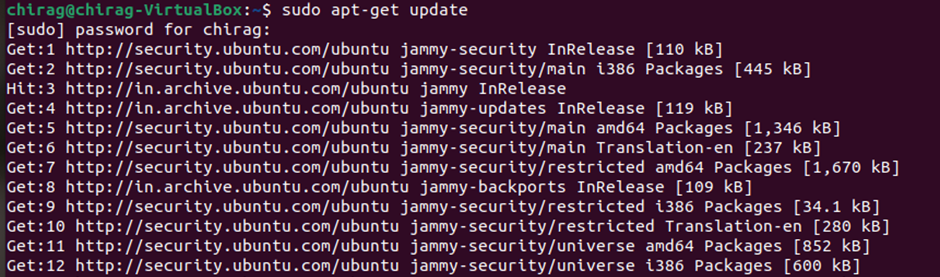 chirag@chirag-VirtualBox:~$ sudo apt-get update
[sudo] password for chirag:
Get:1 http://security.ubuntu.com/ubuntu jammy-security InRelease [110 kB]
Get:2 http://security.ubuntu.com/ubuntu jammy-security/main i386 Packages [445 kB]
Hit:3 http://in.archive.ubuntu.com/ubuntu jammy InRelease
Get:4 http://in.archive.ubuntu.com/ubuntu jammy-updates InRelease [119 kB]
Get:5 http://security.ubuntu.com/ubuntu jammy-security/main amd64 Packages [1,346 kB]
Get:6 http://security.ubuntu.com/ubuntu jammy-security/main Translation-en [237 kB]
Get:7 http://security.ubuntu.com/ubuntu jammy-security/restricted amd64 Packages [1,670 kB]
Get:8 http://in.archive.ubuntu.com/ubuntu jammy-backports InRelease [109 kB]
Get:9 http://security.ubuntu.com/ubuntu jammy-security/restricted i386 Packages [34.1 kB]
Get:10 http://security.ubuntu.com/ubuntu jammy-security/restricted Translation-en [280 kB]
Get:11 http://security.ubuntu.com/ubuntu jammy-security/universe amd64 Packages [852 kB]
Get:12 http://security.ubuntu.com/ubuntu jammy-security/universe i386 Packages [600 kB]